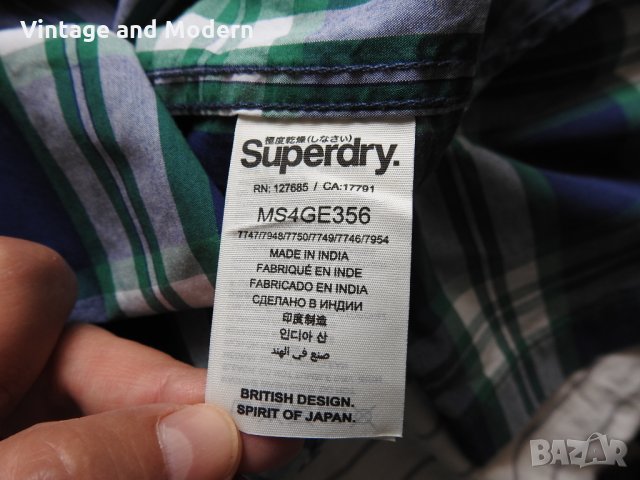 Vintage and Modern
極度乾燥(しなさい)
Superdry.
RN: 127685 / CA:17791
MS4GE356
7747/7948/7750/7749/7746/7954
MADE IN INDIA
FABRIQUÉ EN INDE
FABRICADO EN INDIA
СДЕЛАНО В ИНДИИ
印度制造
인디아 산
صنع في الهند
BRITISH DESIGN.
SPIRIT OF JAPAN.
BAZAR